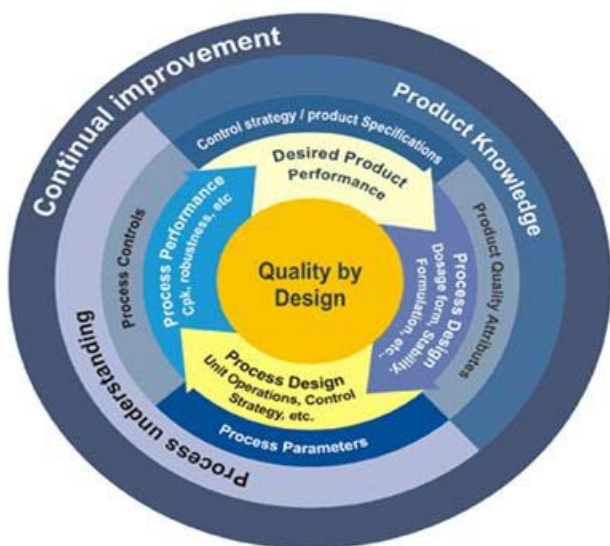 Continual improvement
Product Knowledge
Control strategy / product Specifications
Desired Product
Performance
Process Controls
Process Performance
Cpk, robustness, etc
Quality by
Design
Process Design
Dosage form, Stability,
Formulation, etc..
Product Quality Attributes
Process Design
Unit Operations, Control
Strategy, etc.
Process Parameters
Process understanding